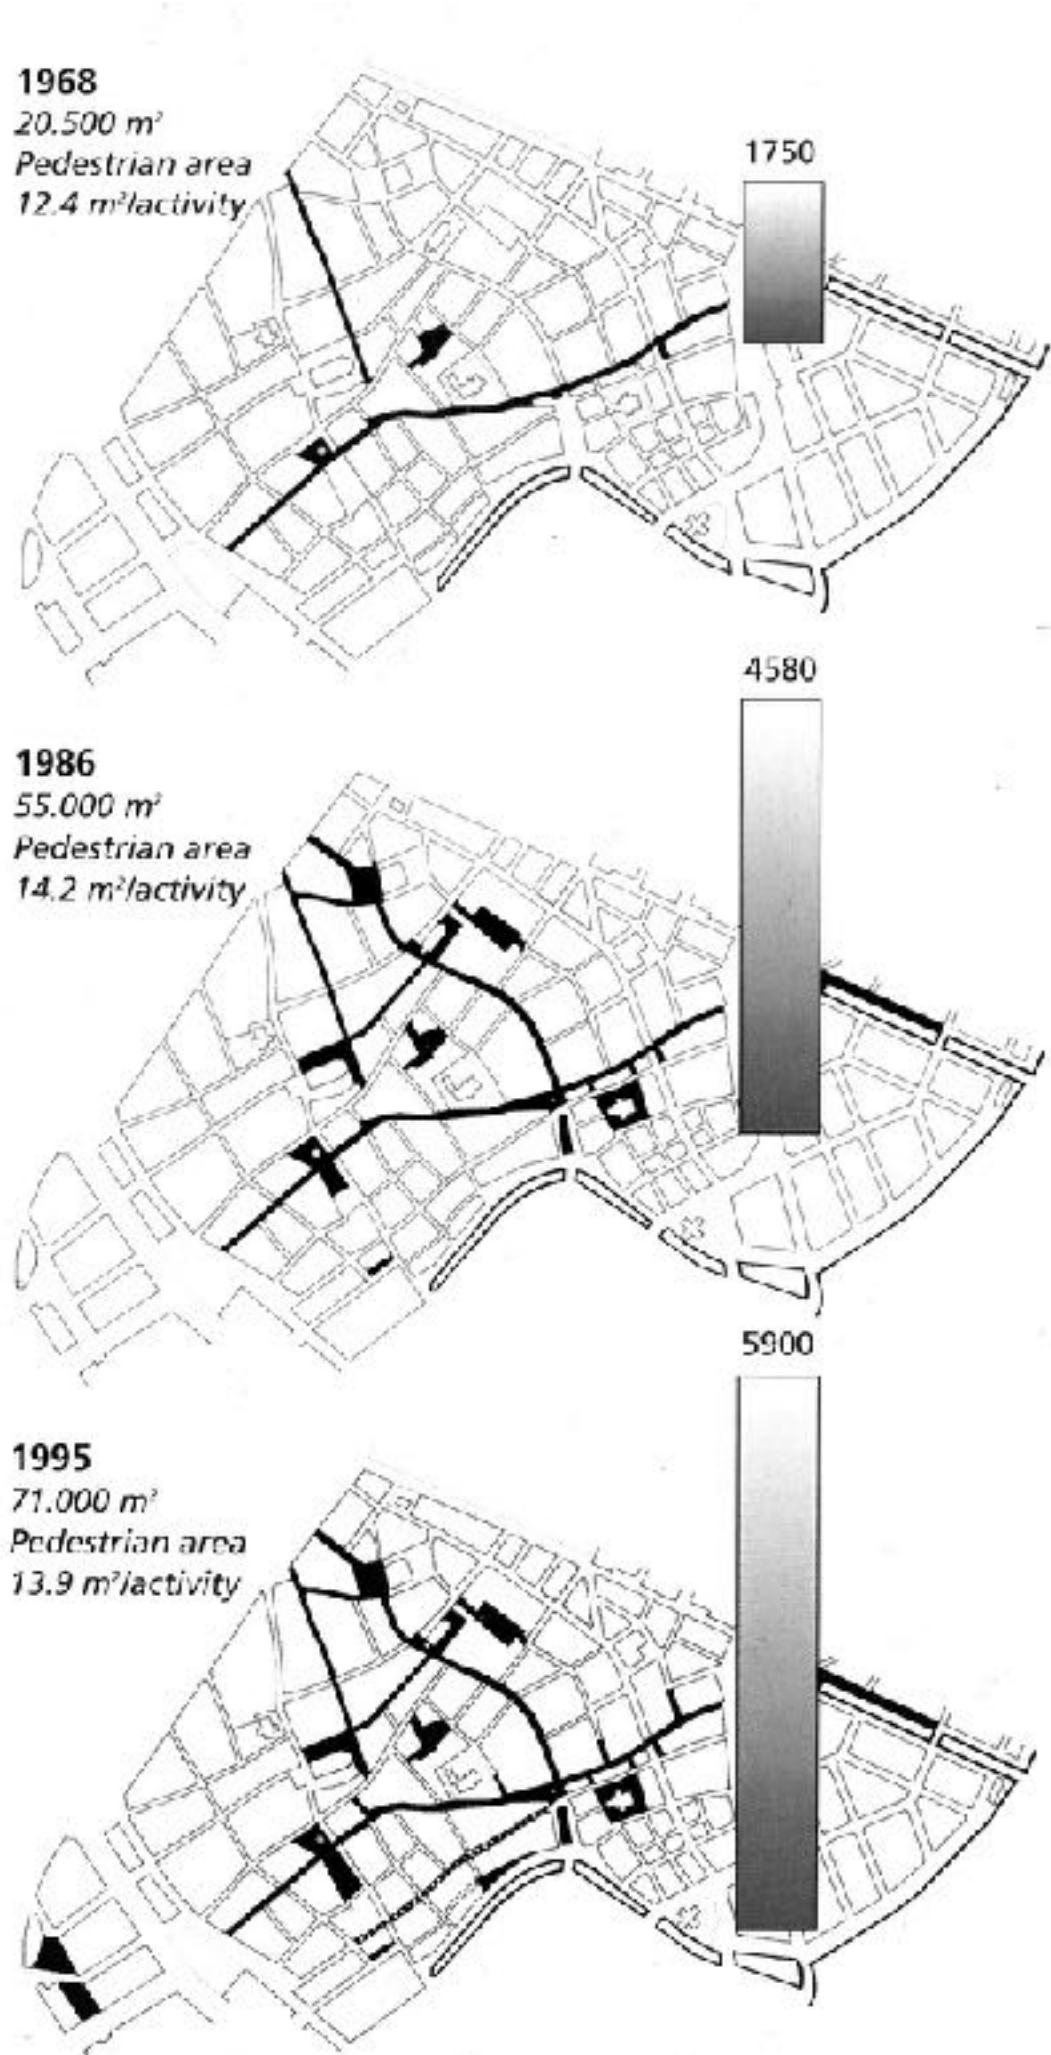 1968
20.500 m²
Pedestrian area
12.4 m²/activity
1750
4580
1986
55.000 m²
Pedestrian area
14.2 m²/activity
5900
1995
71.000 m²
Pedestrian area
13.9 m²/activity